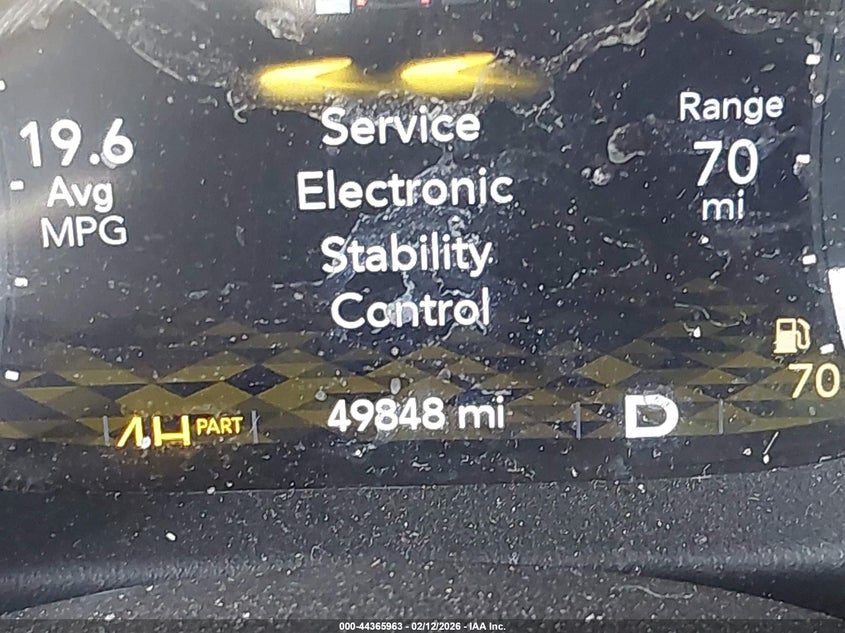 Service
Electronic
Stability
Control
19.6
Avg
MPG
Range
70
mi
70
4H PART
49848 mi
D
000-44365963 - 02/12/2026 - IAA Inc.